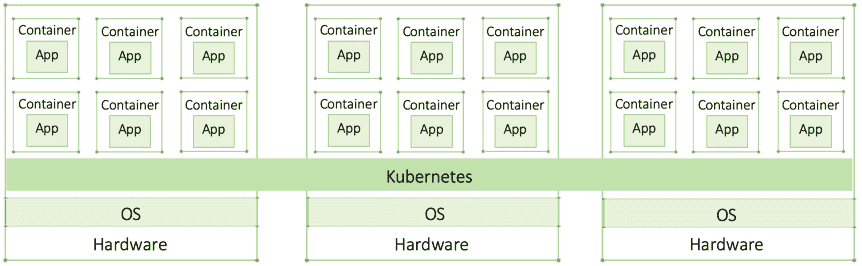 Container Container Container Container Container Container Container Container Container
App App App App App App App App App
Container Container Container Container Container Container Container Container Container
App App App App App App App App App
Kubernetes
OS OS OS
Hardware Hardware Hardware